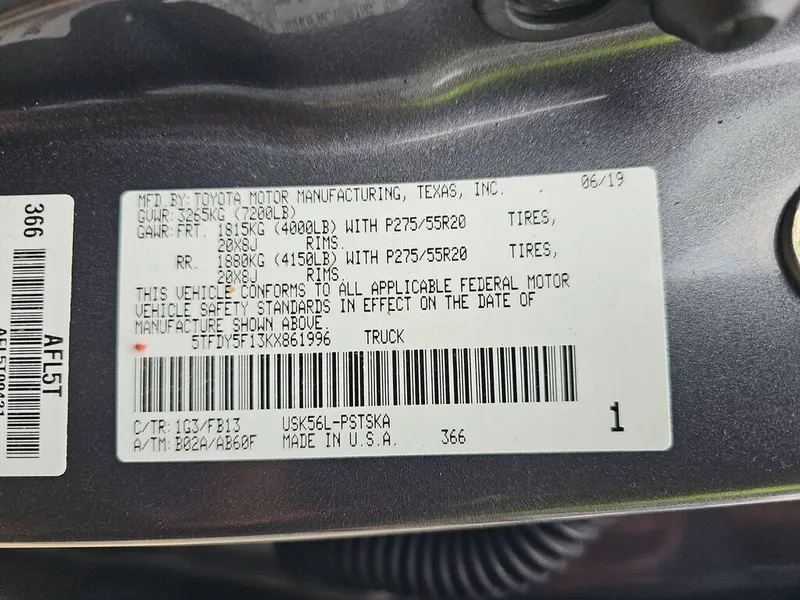 MFD.BY: TOYOTA MOTOR MANUFACTURING, TEXAS, INC. 06/19
GVWR: 3265KG (7200LB)
GAWR: FRT. 1815KG (4000LB) WITH P275/55R20 TIRES,
20X8J RIMS.
RR. 1880KG (4150LB) WITH P275/55R20 TIRES,
20X8J RIMS.
THIS VEHICLE CONFORMS TO ALL APPLICABLE FEDERAL MOTOR
VEHICLE SAFETY STANDARDS IN EFFECT ON THE DATE OF
MANUFACTURE SHOWN ABOVE.
5TFDY5F13KX861996 TRUCK
C/TR: 1G3/FB13 USK56L-PSTSKA
A/TM: B02A/AB60F MADE IN U.S.A. 366
1
366
AFL5T